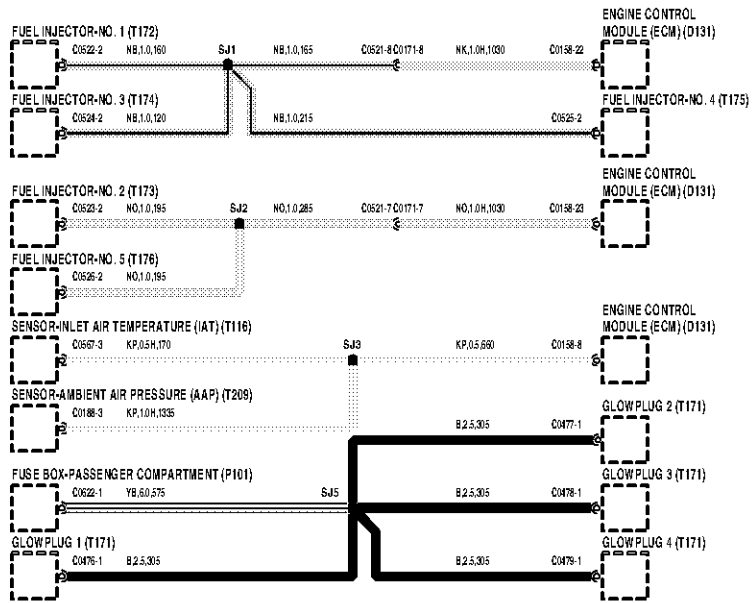 ENGINE CONTROL
FUEL INJECTOR-NO. 1 (T172) MODULE (ECM) (D131)
C0522-2 NB,1.0,160 SJ1 NB,1.0,165 C0521-8 C0171-8 NK,1.0H,1030 C0158-22
FUEL INJECTOR-NO. 3 (T174) FUEL INJECTOR-NO. 4 (T175)
C0524-2 NB,1.0,120 NB,1.0,215 C0525-2
ENGINE CONTROL
FUEL INJECTOR-NO. 2 (T173) MODULE (ECM) (D131)
C0523-2 NO,1.0,195 SJ2 NO,1.0,285 C0521-7 C0171-7 NO,1.0H,1030 C0158-23
FUEL INJECTOR-NO. 5 (T176)
C0526-2 NO,1.0,195
ENGINE CONTROL
SENSOR-INLET AIR TEMPERATURE (IAT) (T116) MODULE (ECM) (D131)
C0567-3 KP,0.5H,170 SJ3 KP,0.5,660 C0158-8
SENSOR-AMBIENT AIR PRESSURE (AAP) (T209)
C0188-3 KP,1.0H,1335
GLOW PLUG 2 (T171)
B,2.5,305 C0477-1
FUSE BOX-PASSENGER COMPARTMENT (P101) GLOW PLUG 3 (T171)
C0622-1 YB,6.0,575 SJ5 B,2.5,305 C0478-1
GLOW PLUG 1 (T171) GLOW PLUG 4 (T171)
C0476-1 B,2.5,305 B,2.5,305 C0479-1